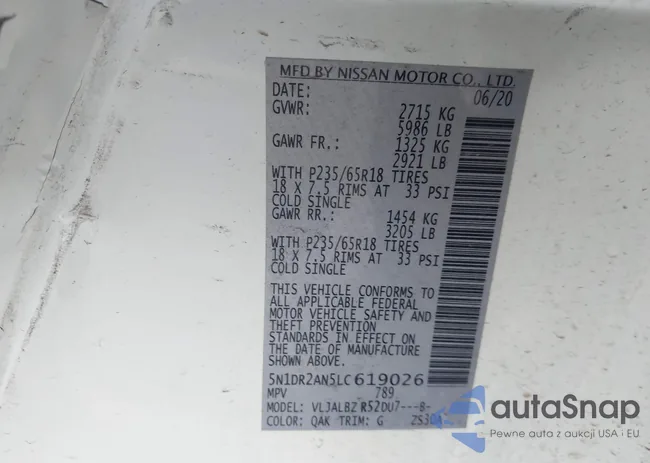 MFD BY NISSAN MOTOR CO., LTD.
DATE: 06/20
GVWR: 2715 KG
5986 LB
GAWR FR.: 1325 KG
2921 LB
WITH P235/65R18 TIRES
18 X 7.5 RIMS AT 33 PSI
COLD SINGLE
GAWR RR.: 1454 KG
3205 LB
WITH P235/65R18 TIRES
18 X 7.5 RIMS AT 33 PSI
COLD SINGLE
THIS VEHICLE CONFORMS TO
ALL APPLICABLE FEDERAL
MOTOR VEHICLE SAFETY AND
THEFT PREVENTION
STANDARDS IN EFFECT ON
THE DATE OF MANUFACTURE
SHOWN ABOVE.
5N1DR2AN5LC619026
MPV 789
MODEL: VLJALBZ R52DU7---B-
COLOR: QAK TRIM: G
autoSnap
Pewne auta z aukcji USA i EU